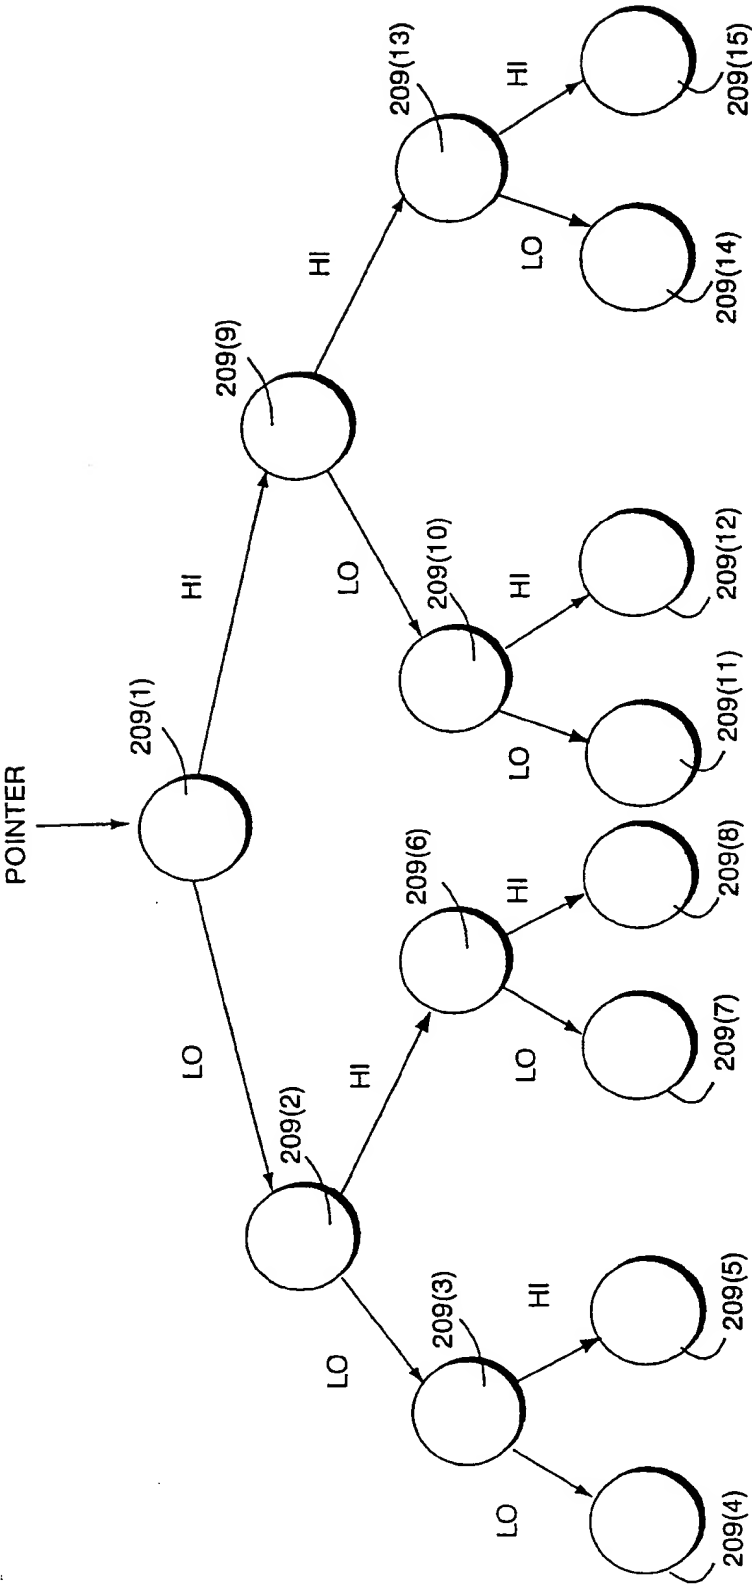 POINTER
209(1)
LO
HI
209(2)
209(9)
LO
HI
LO
HI
209(3)
209(6)
209(10)
209(13)
LO
HI
LO
HI
LO
HI
LO
HI
209(4)
209(5)
209(7)
209(8)
209(11)
209(12)
209(14)
209(15)